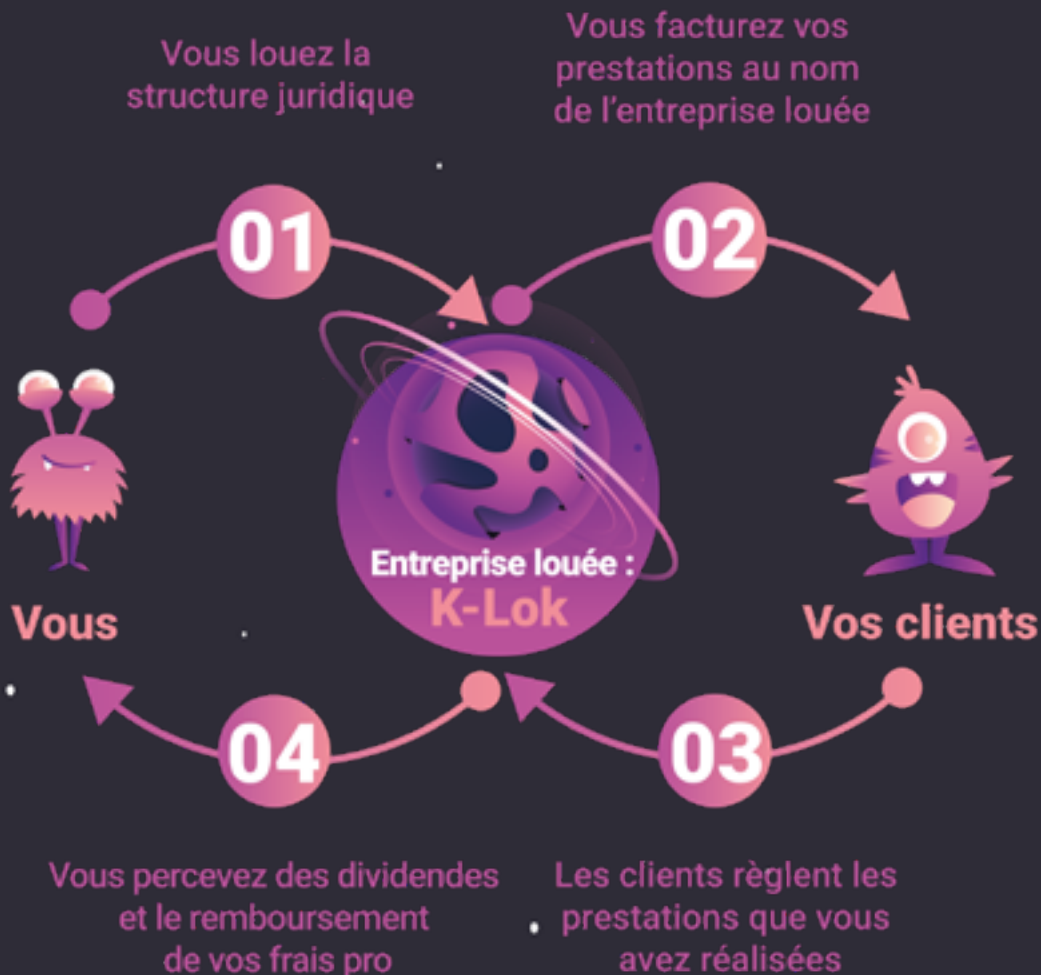 Vous louez la
structure juridique
Vous facturez vos
prestations au nom
de l'entreprise louée
01
02
Entreprise louée :
K-Lok
Vous
Vos clients
04
03
Vous percevez des dividendes
et le remboursement
de vos frais pro
Les clients règlent les
prestations que vous
avez réalisées